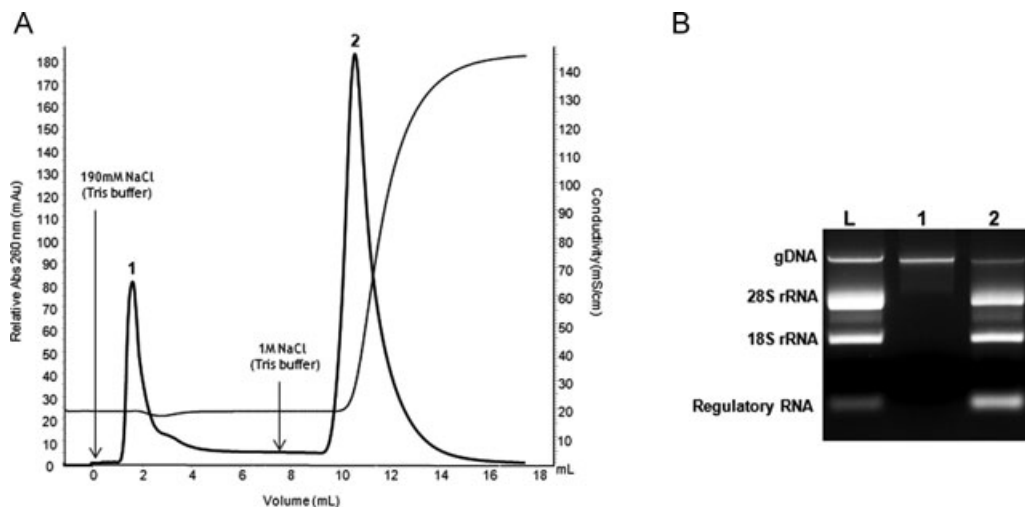 A
B
1
2
180
170
160
150
140
130
120
110
100
90
80
70
60
50
40
30
20
10
0
Relative Abs 260 nm (mAu)
190mM NaCl
(Tris buffer)
1M NaCl
(Tris buffer)
140
130
120
110
100
90
80
70
60
50
40
30
20
10
Conductivity (mS/cm)
0 2 4 6 8 10 12 14 16 18 mL
Volume (mL)
L 1 2
gDNA
28S rRNA
18S rRNA
Regulatory RNA